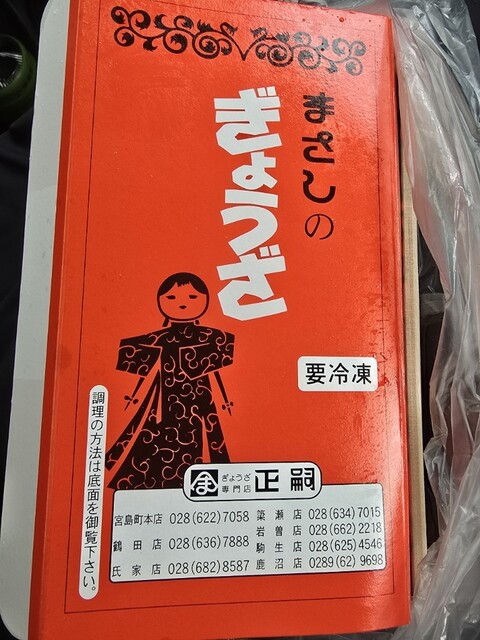 まさしの
ぎょうざ
要冷凍
調理の方法は底面を御覧下さい。
ぎょうざ
専門店
正嗣
宮島町本店 028(622)7058
鶴田店 028(636)7888
氏家店 028(682)8587
簗瀬店 028(634)7015
岩曽店 028(662)2218
駒生店 028(625)4546
鹿沼店 0289(62)9698